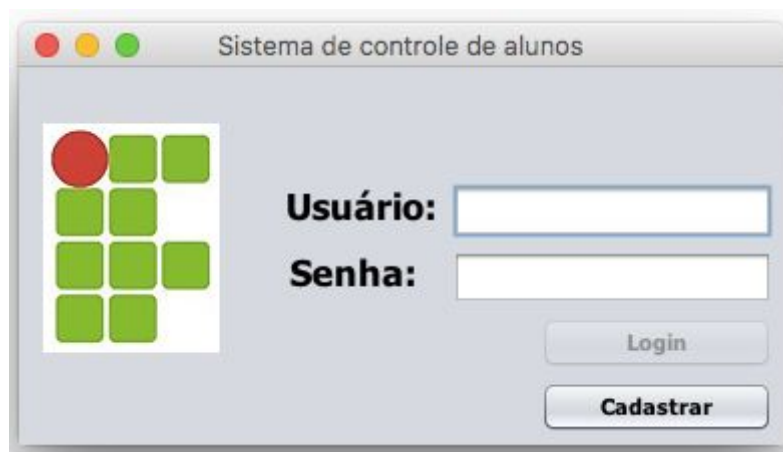 Sistema de controle de alunos
Usuário:
Senha:
Login
Cadastrar